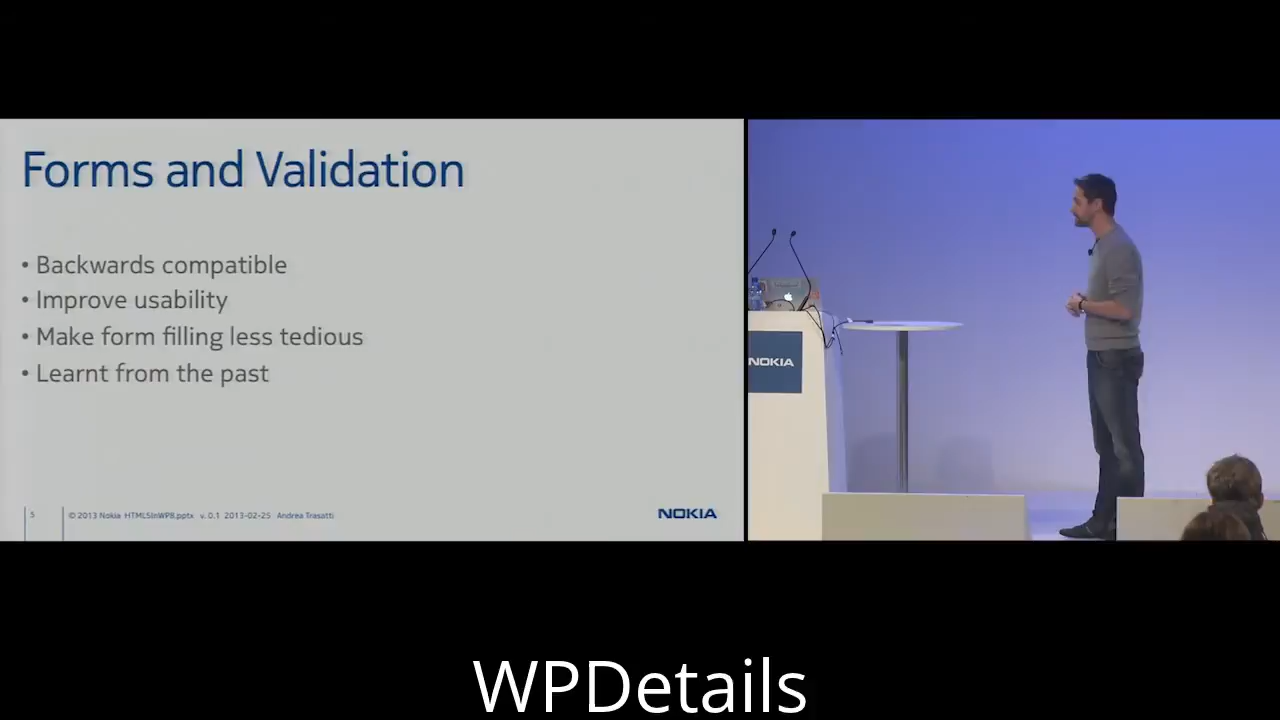 Forms and Validation
• Backwards compatible
• Improve usability
• Make form filling less tedious
• Learnt from the past
5
© 2013 Nokia HTML5InWP8.pptx v. 0.1 2013-02-25 Andrea Trasatti
NOKIA
NOKIA
WPDetails